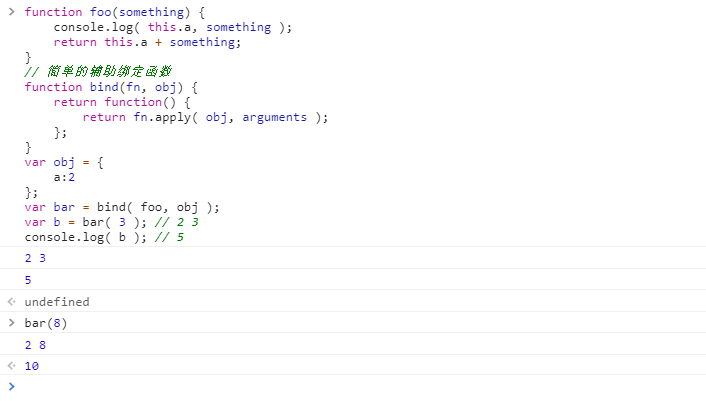 function foo(something) {
    console.log( this.a, something );
    return this.a + something;
}
// 简单的辅助绑定函数
function bind(fn, obj) {
    return function() {
        return fn.apply( obj, arguments );
    };
}
var obj = {
    a:2
};
var bar = bind( foo, obj );
var b = bar( 3 ); // 2 3
console.log( b ); // 5
2 3
5
undefined
bar(8)
2 8
10